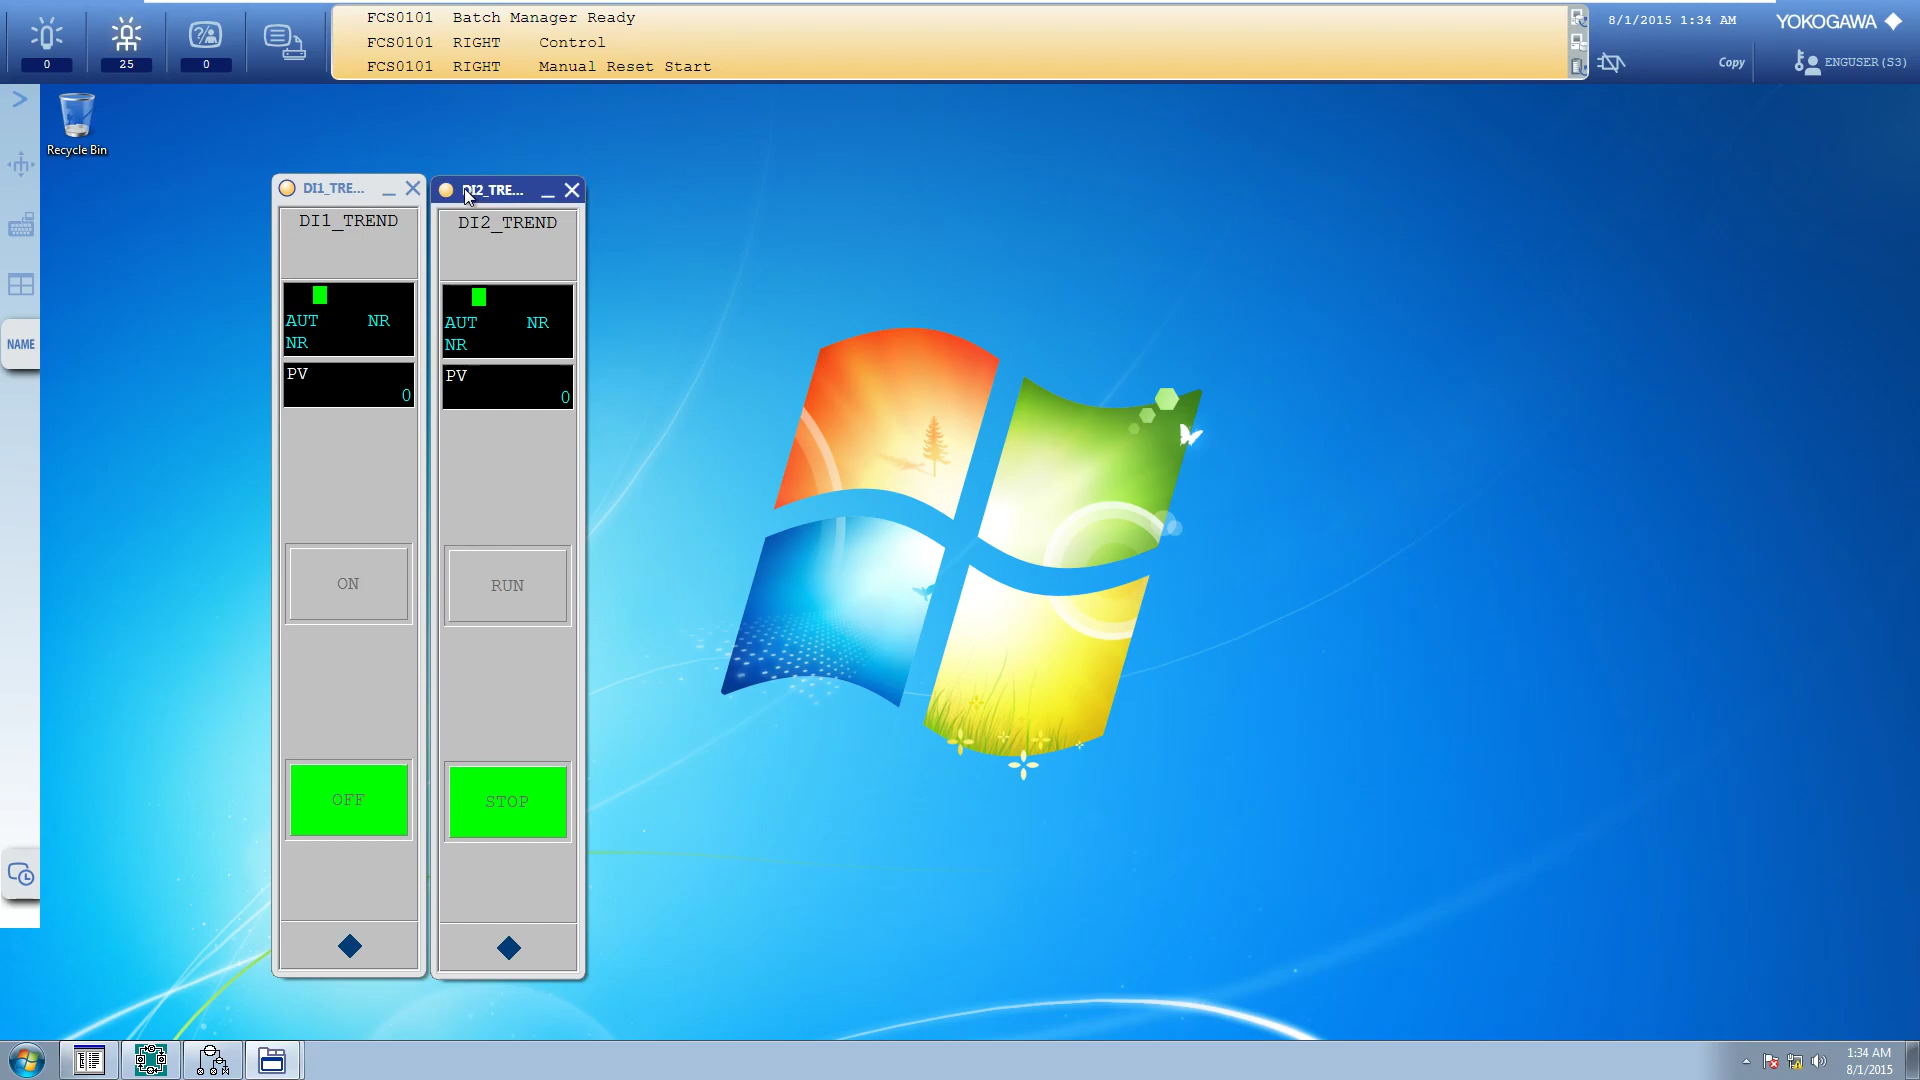 0
25
0
FCS0101 Batch Manager Ready
FCS0101 RIGHT Control
FCS0101 RIGHT Manual Reset Start
8/1/2015 1:34 AM
YOKOGAWA
Copy
ENGUSER (S3)
Recycle Bin
NAME
DI1_TRE...
DI1_TREND
AUT NR
NR
PV
0
ON
OFF
DI2_TRE...
DI2_TREND
AUT NR
NR
PV
0
RUN
STOP
1:34 AM
8/1/2015